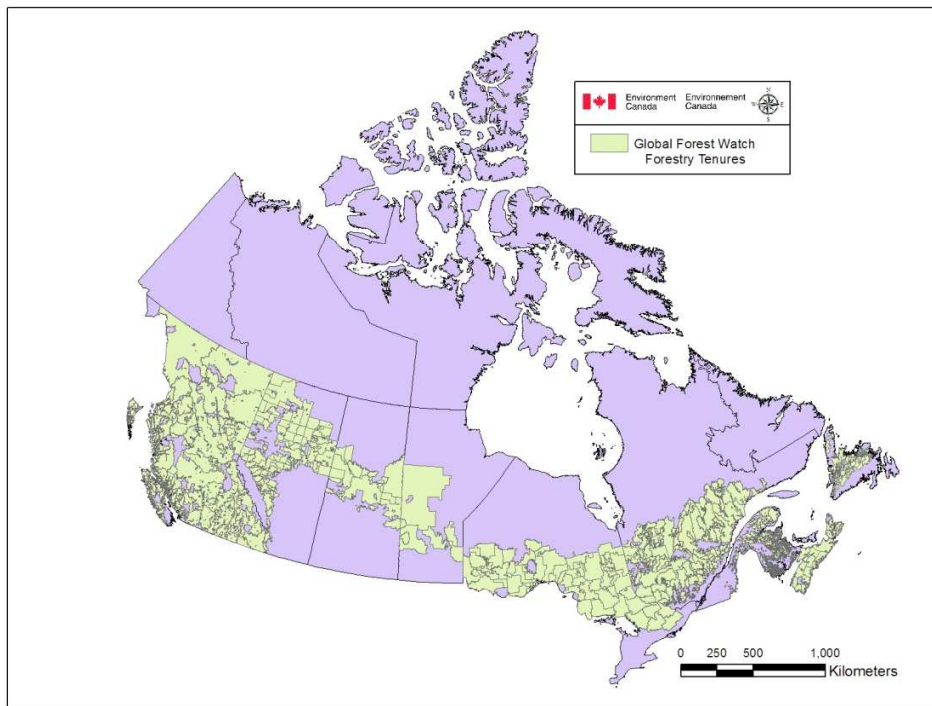 Environment Environnement
Canada Canada
N
W E
S
Global Forest Watch
Forestry Tenures
0 250 500 1,000
Kilometers